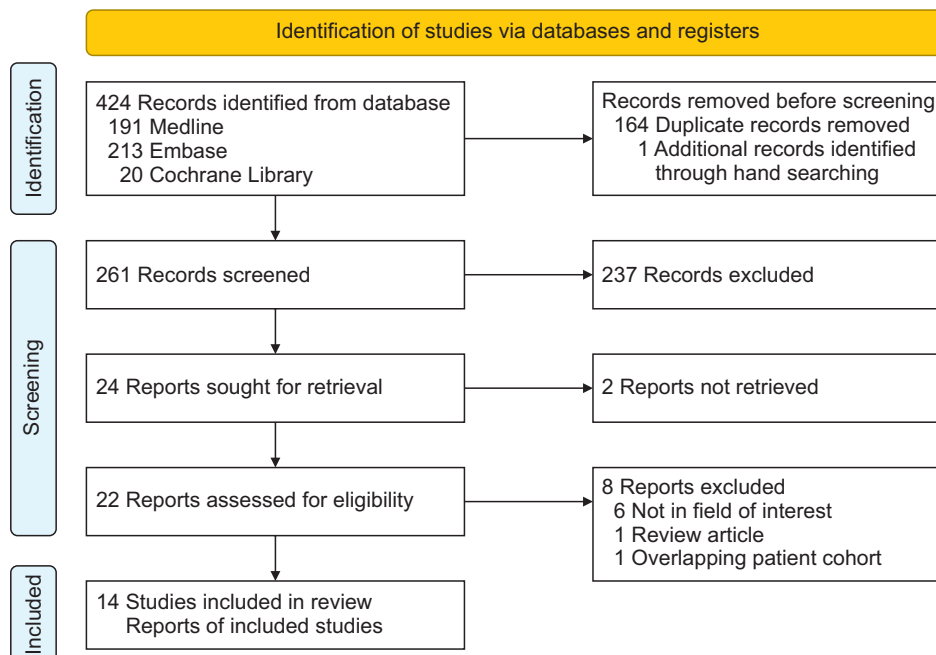 Identification of studies via databases and registers
Identification
424 Records identified from database
191 Medline
213 Embase
20 Cochrane Library
Records removed before screening
164 Duplicate records removed
1 Additional records identified
through hand searching
Screening
261 Records screened
237 Records excluded
24 Reports sought for retrieval
2 Reports not retrieved
22 Reports assessed for eligibility
8 Reports excluded
6 Not in field of interest
1 Review article
1 Overlapping patient cohort
Included
14 Studies included in review
Reports of included studies